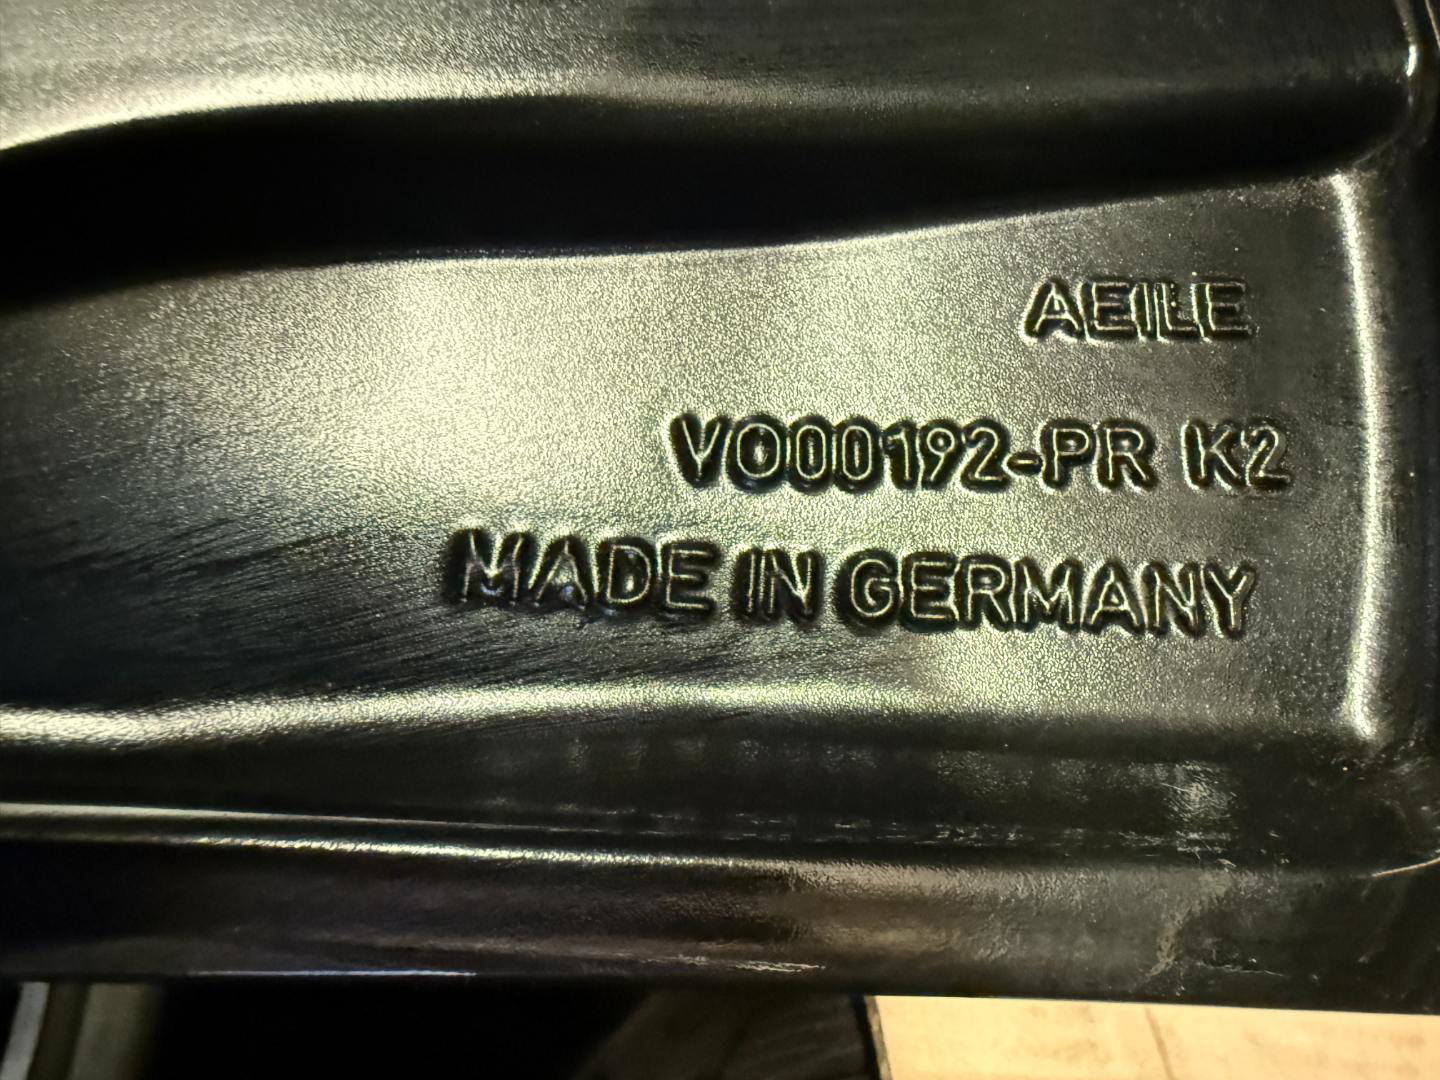 AEILE
VO00192-PR K2
MADE IN GERMANY